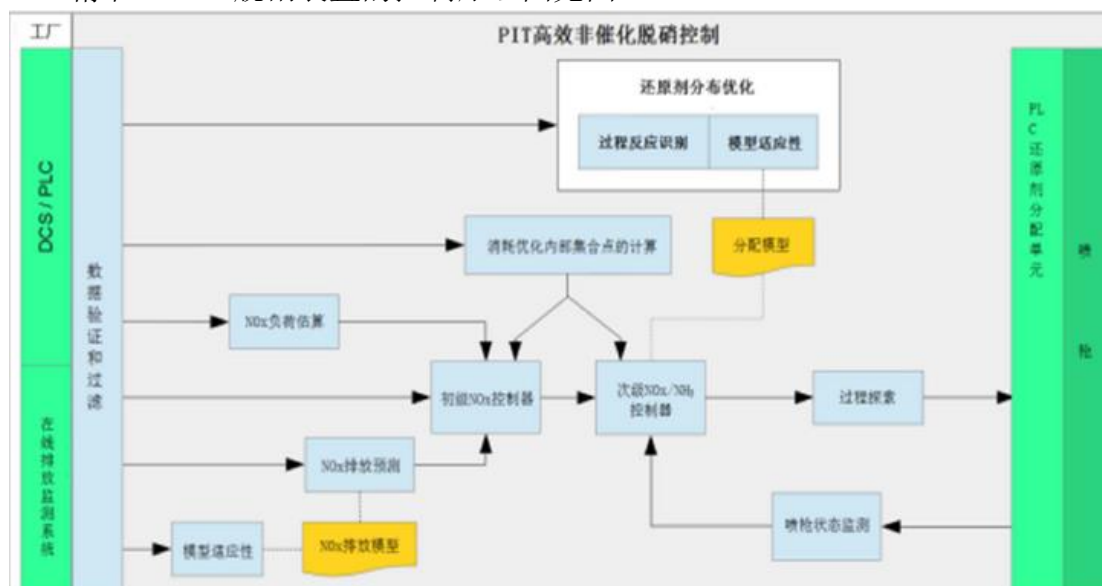 工厂
PIT高效非催化脱硝控制
DCS / PLC
在线排放监测系统
数据验证和过滤
还原剂分布优化
过程反应识别
模型适应性
消耗优化内部集合点的计算
分配模型
NOx负荷估算
初级NOx控制器
次级NOx/NH₃
控制器
过程探索
NOx排放预测
喷枪状态监测
模型适应性
NOx排放模型
PLC还原剂分配单元
喷枪